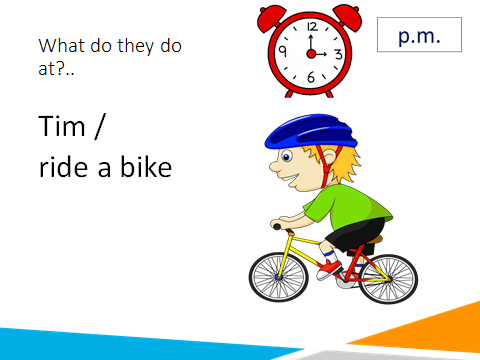 What do they do
at?..
p.m.
12
9
3
6
Tim /
ride a bike